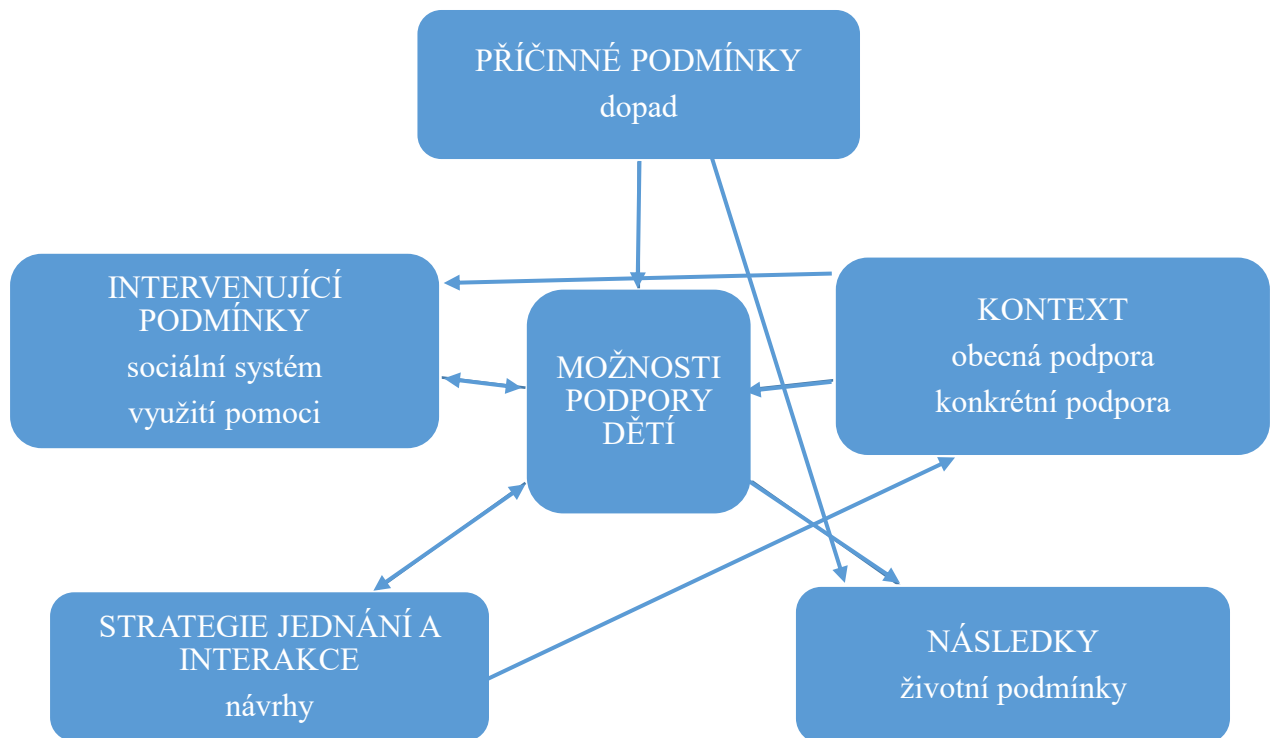 PŘÍČINNÉ PODMÍNKY
dopad
INTERVENUJÍCÍ
PODMÍNKY
sociální systém
využití pomoci
MOŽNOSTI
PODPORY
DĚTÍ
KONTEXT
obecná podpora
konkrétní podpora
STRATEGIE JEDNÁNÍ A
INTERAKCE
návrhy
NÁSLEDKY
životní podmínky